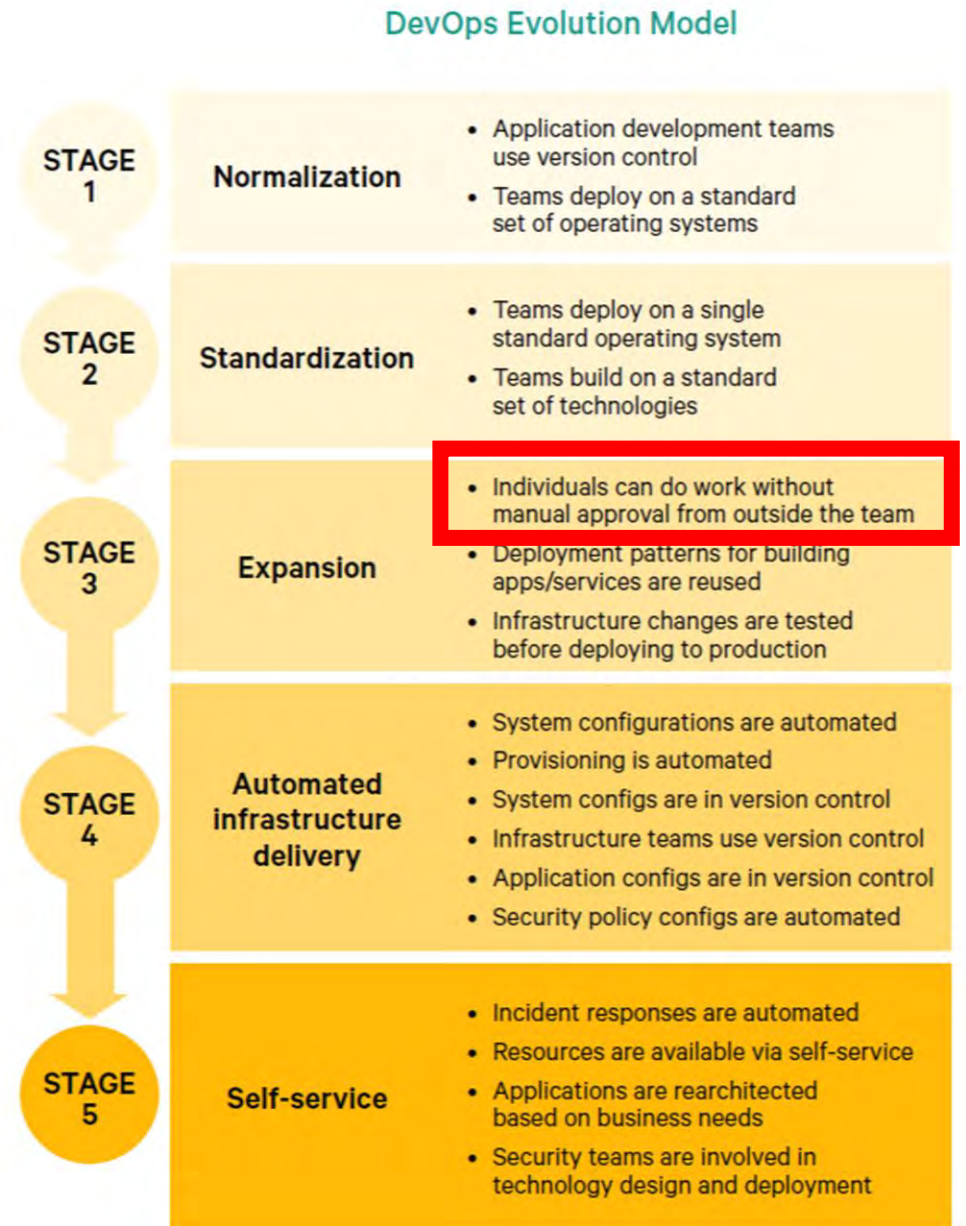 DevOps Evolution Model
STAGE
1
Normalization
• Application development teams
use version control
• Teams deploy on a standard
set of operating systems
STAGE
2
Standardization
• Teams deploy on a single
standard operating system
• Teams build on a standard
set of technologies
STAGE
3
Expansion
• Individuals can do work without
manual approval from outside the team
• Deployment patterns for building
apps/services are reused
• Infrastructure changes are tested
before deploying to production
STAGE
4
Automated
infrastructure
delivery
• System configurations are automated
• Provisioning is automated
• System configs are in version control
• Infrastructure teams use version control
• Application configs are in version control
• Security policy configs are automated
STAGE
5
Self-service
• Incident responses are automated
• Resources are available via self-service
• Applications are rearchitected
based on business needs
• Security teams are involved in
technology design and deployment